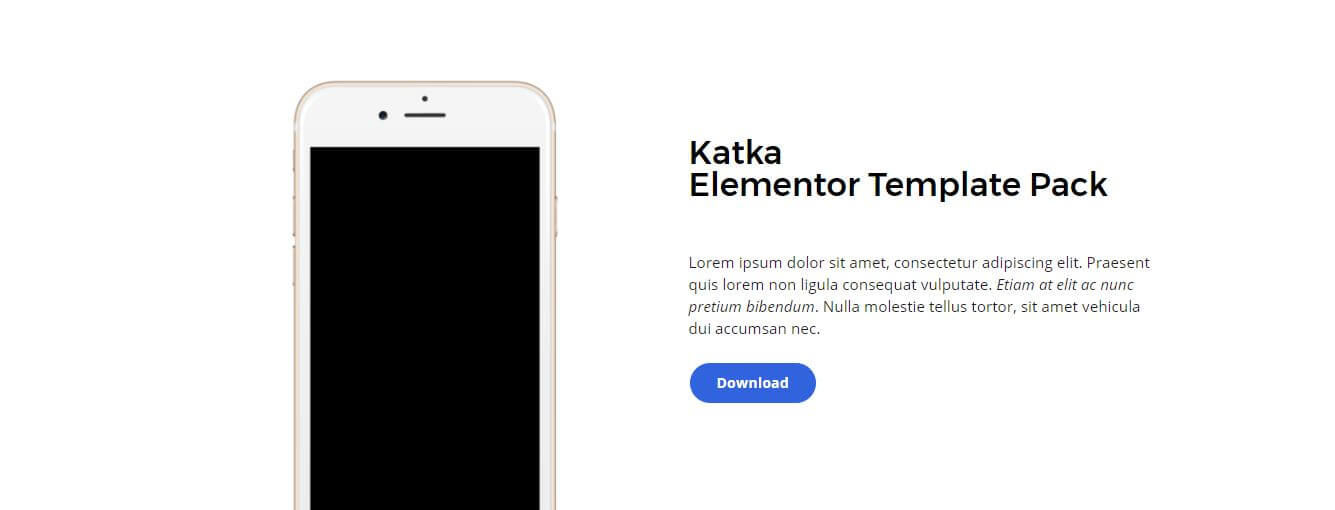 Katka
Elementor Template Pack
Lorem ipsum dolor sit amet, consectetur adipiscing elit. Praesent
quis lorem non ligula consequat vulputate. Etiam at elit ac nunc
pretium bibendum. Nulla molestie tellus tortor, sit amet vehicula
dui accumsan nec.
Download